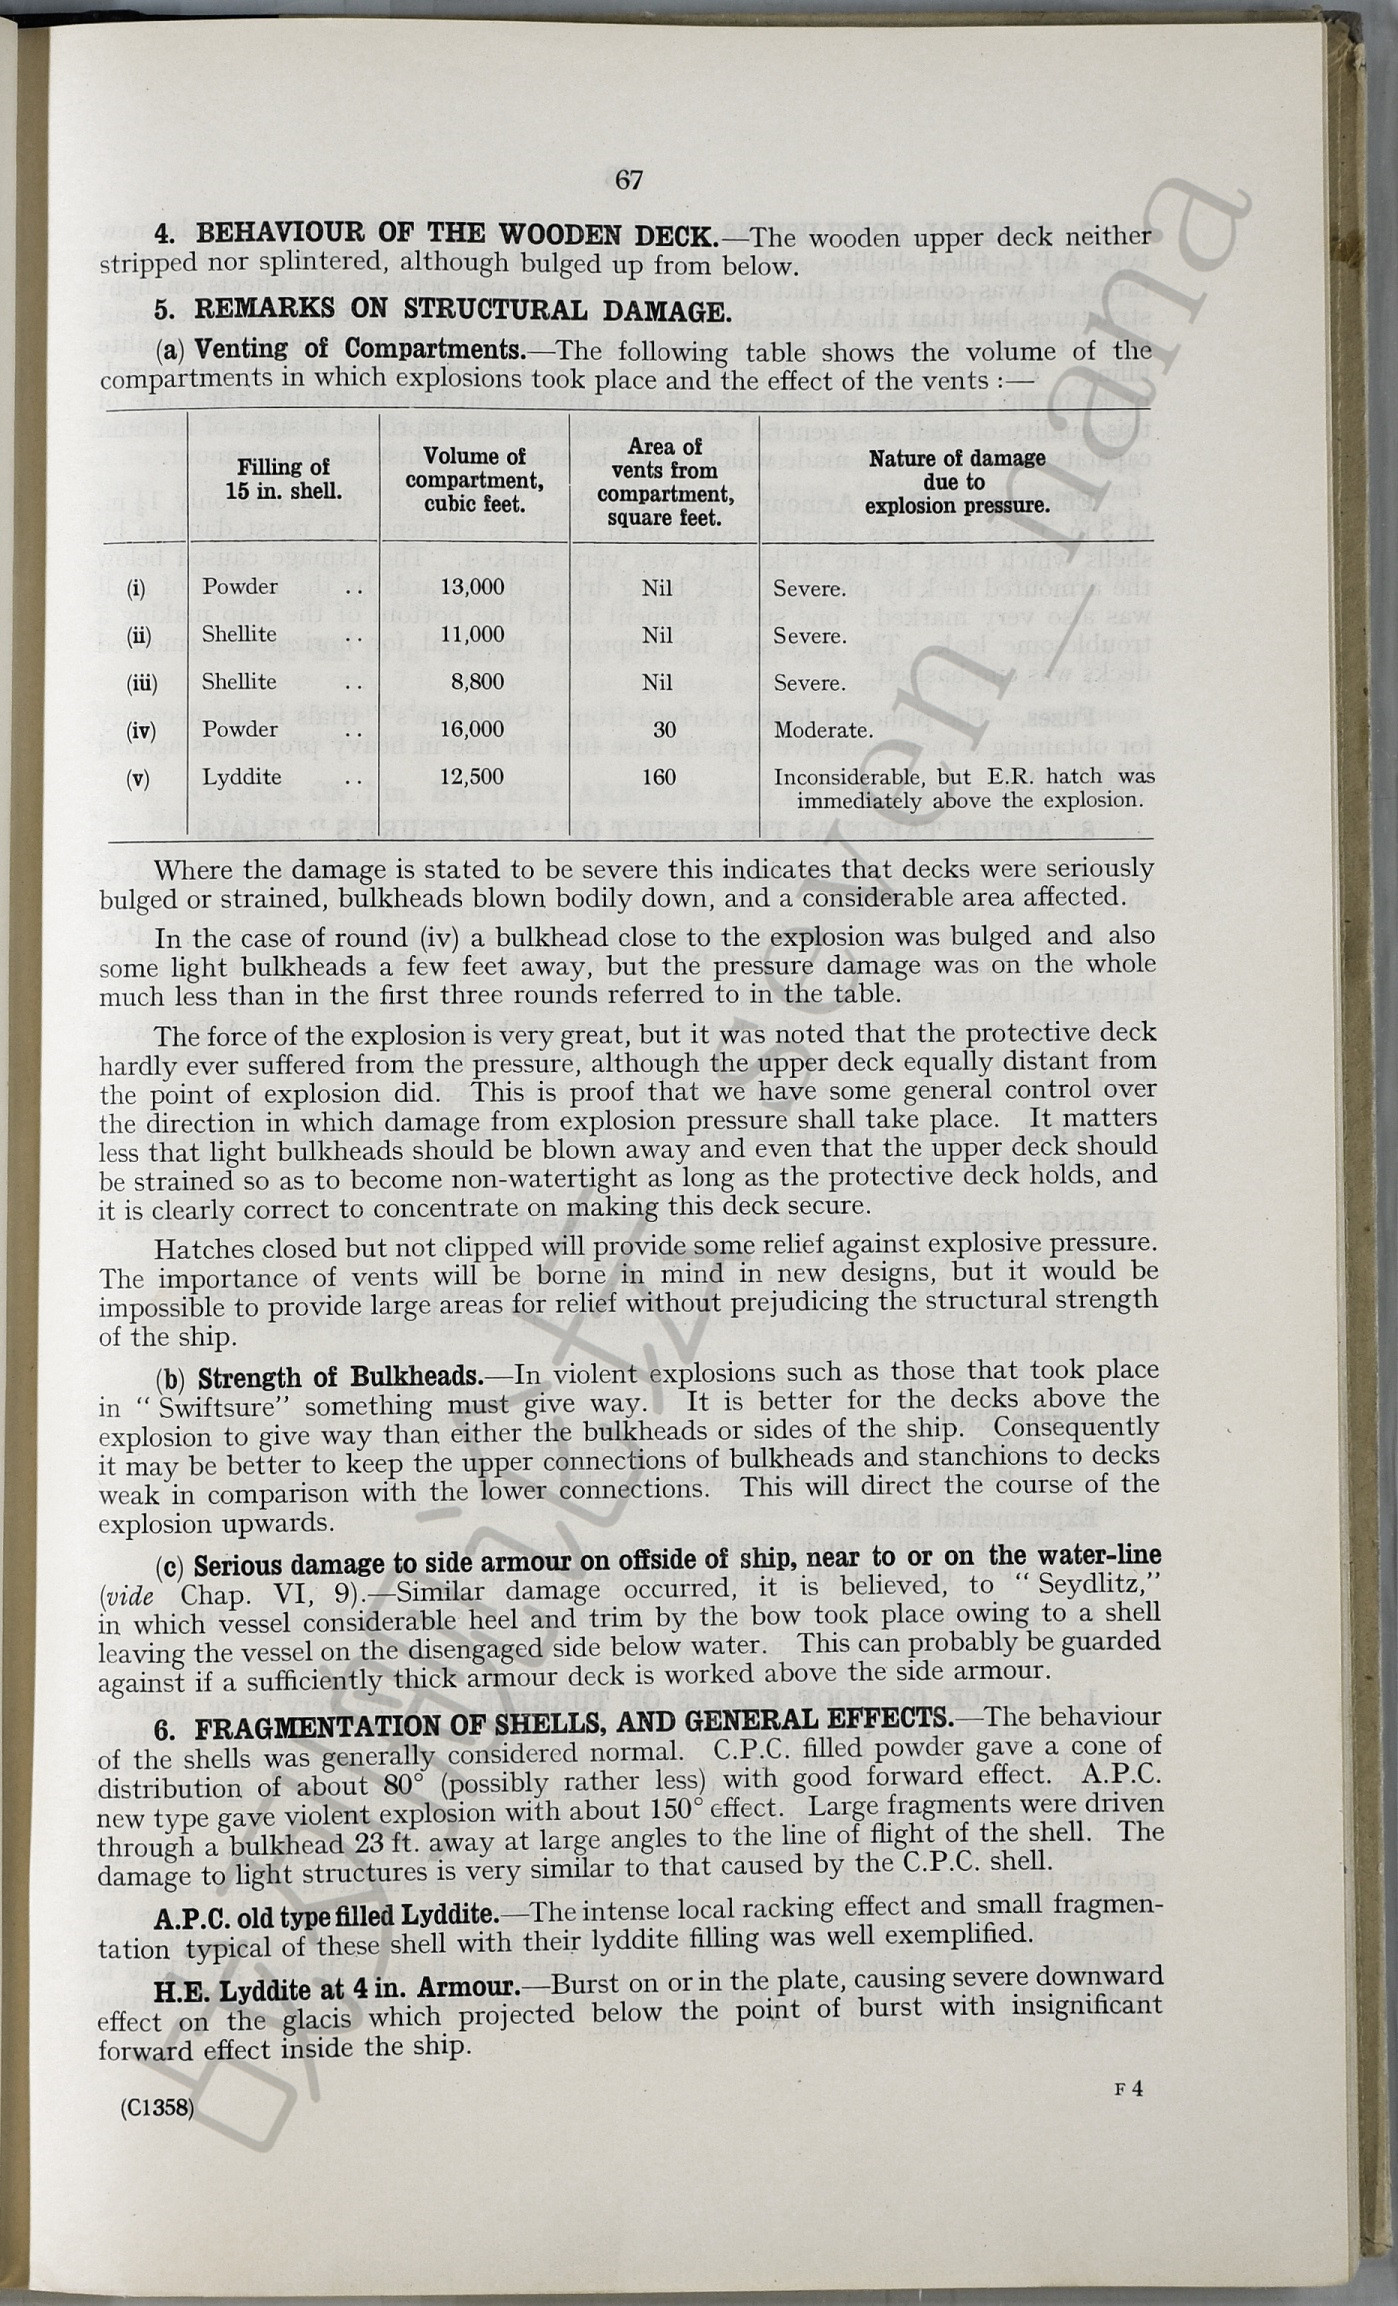 67
4. BEHAVIOUR OF THE WOODEN DECK.—The wooden upper deck neither
stripped nor splintered, although bulged up from below.
5. REMARKS ON STRUCTURAL DAMAGE.
(a) Venting of Compartments.—The following table shows the volume of the
compartments in which explosions took place and the effect of the vents :—
Filling of
15 in. shell.
Volume of
compartment,
cubic feet.
Area of
vents from
compartment,
square feet.
Nature of damage
due to
explosion pressure.
(i) Powder .. 13,000 Nil Severe.
(ii) Shellite .. 11,000 Nil Severe.
(iii) Shellite .. 8,800 Nil Severe.
(iv) Powder .. 16,000 30 Moderate.
(v) Lyddite .. 12,500 160 Inconsiderable, but E.R. hatch was
immediately above the explosion.
Where the damage is stated to be severe this indicates that decks were seriously
bulged or strained, bulkheads blown bodily down, and a considerable area affected.
In the case of round (iv) a bulkhead close to the explosion was bulged and also
some light bulkheads a few feet away, but the pressure damage was on the whole
much less than in the first three rounds referred to in the table.
The force of the explosion is very great, but it was noted that the protective deck
hardly ever suffered from the pressure, although the upper deck equally distant from
the point of explosion did. This is proof that we have some general control over
the direction in which damage from explosion pressure shall take place. It matters
less that light bulkheads should be blown away and even that the upper deck should
be strained so as to become non-watertight as long as the protective deck holds, and
it is clearly correct to concentrate on making this deck secure.
Hatches closed but not clipped will provide some relief against explosive pressure.
The importance of vents will be borne in mind in new designs, but it would be
impossible to provide large areas for relief without prejudicing the structural strength
of the ship.
(b) Strength of Bulkheads.—In violent explosions such as those that took place
in “ Swiftsure” something must give way. It is better for the decks above the
explosion to give way than either the bulkheads or sides of the ship. Consequently
it may be better to keep the upper connections of bulkheads and stanchions to decks
weak in comparison with the lower connections. This will direct the course of the
explosion upwards.
(c) Serious damage to side armour on offside of ship, near to or on the water-line
(vide Chap. VI, 9).—Similar damage occurred, it is believed, to “ Seydlitz,”
in which vessel considerable heel and trim by the bow took place owing to a shell
leaving the vessel on the disengaged side below water. This can probably be guarded
against if a sufficiently thick armour deck is worked above the side armour.
6. FRAGMENTATION OF SHELLS, AND GENERAL EFFECTS.—The behaviour
of the shells was generally considered normal. C.P.C. filled powder gave a cone of
distribution of about 80° (possibly rather less) with good forward effect. A.P.C.
new type gave violent explosion with about 150° effect. Large fragments were driven
through a bulkhead 23 ft. away at large angles to the line of flight of the shell. The
damage to light structures is very similar to that caused by the C.P.C. shell.
A.P.C. old type filled Lyddite.—The intense local racking effect and small fragmen-
tation typical of these shell with their lyddite filling was well exemplified.
H.E. Lyddite at 4 in. Armour.—Burst on or in the plate, causing severe downward
effect on the glacis which projected below the point of burst with insignificant
forward effect inside the ship.
(C1358)
F 4
seven_nana